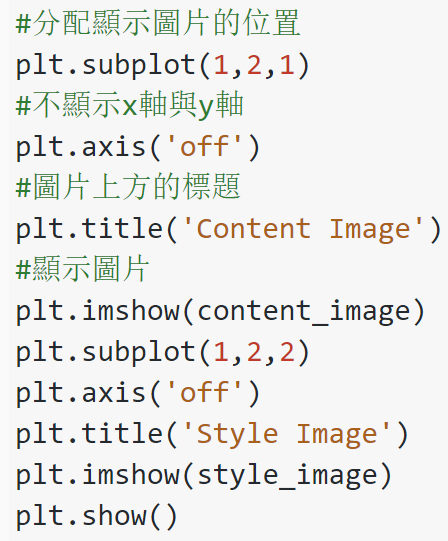 #分配顯示圖片的位置
plt.subplot(1,2,1)
#不顯示x軸與y軸
plt.axis('off')
#圖片上方的標題
plt.title('Content Image')
#顯示圖片
plt.imshow(content_image)
plt.subplot(1,2,2)
plt.axis('off')
plt.title('Style Image')
plt.imshow(style_image)
plt.show()